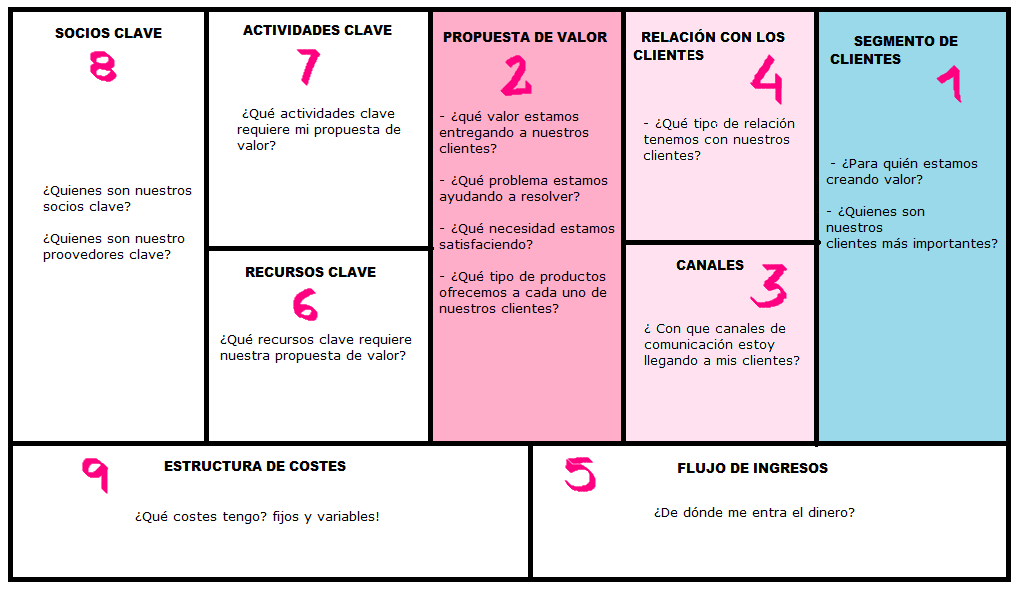 SOCIOS CLAVE
8
¿Quienes son nuestros
socios clave?
¿Quienes son nuestro
proovedores clave?
ACTIVIDADES CLAVE
7
¿Qué actividades clave
requiere mi propuesta de
valor?
RECURSOS CLAVE
6
¿Qué recursos clave requiere
nuestra propuesta de valor?
PROPUESTA DE VALOR
2
- ¿qué valor estamos
entregando a nuestros
clientes?
- ¿Qué problema estamos
ayudando a resolver?
- ¿Qué necesidad estamos
satisfaciendo?
- ¿Qué tipo de productos
ofrecemos a cada uno de
nuestros clientes?
RELACIÓN CON LOS
CLIENTES
4
- ¿Qué tipo de relación
tenemos con nuestros
clientes?
CANALES
3
¿ Con que canales de
comunicación estoy
llegando a mis clientes?
SEGMENTO DE
CLIENTES
1
- ¿Para quién estamos
creando valor?
- ¿Quienes son
nuestros
clientes más importantes?
9
ESTRUCTURA DE COSTES
¿Qué costes tengo? fijos y variables!
5
FLUJO DE INGRESOS
¿De dónde me entra el dinero?